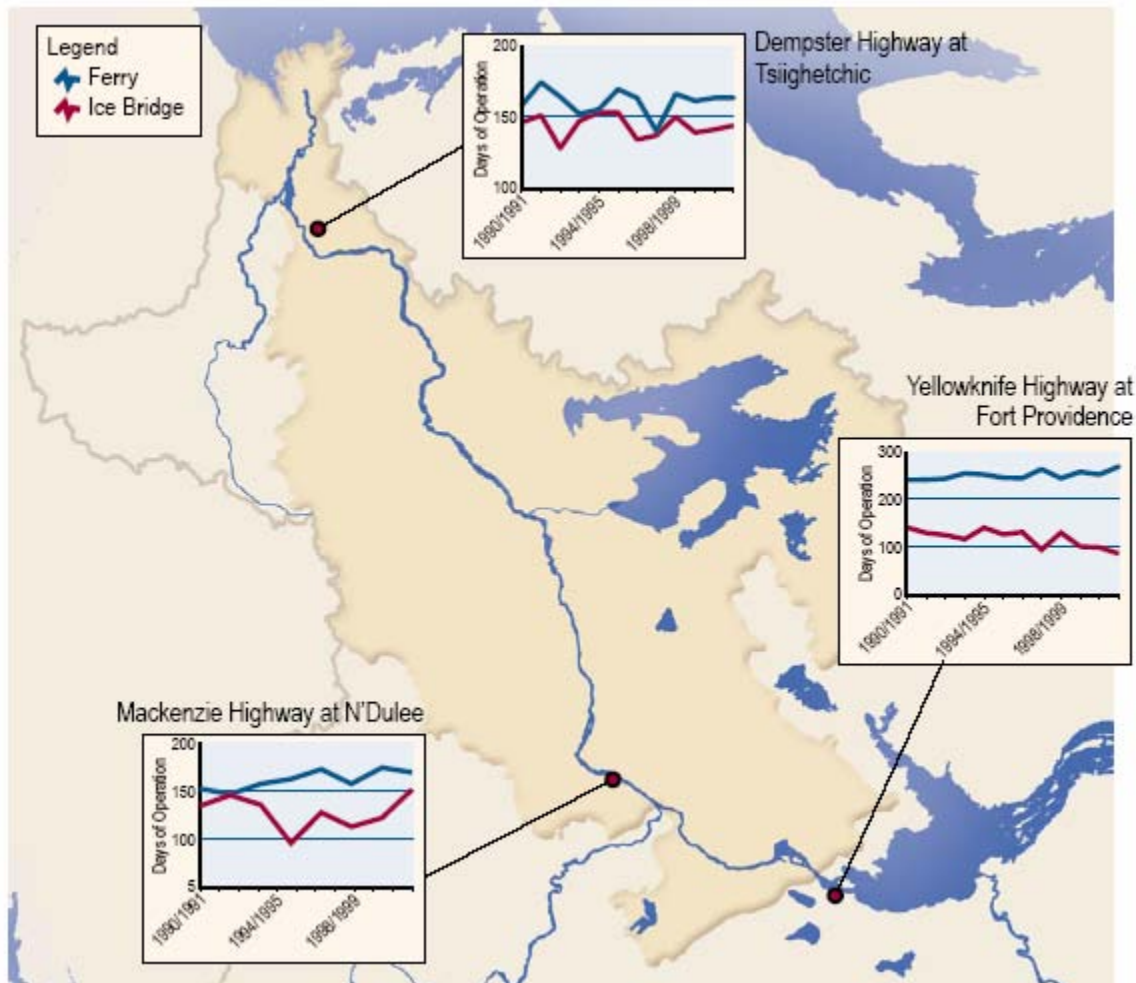 Legend
Ferry
Ice Bridge
Dempster Highway at
Tsiighetchic
200
150
100
Days of Operation
1990/1991
1994/1995
1998/1999
Yellowknife Highway at
Fort Providence
300
200
100
0
Days of Operation
1990/1991
1994/1995
1998/1999
Mackenzie Highway at N'Dulee
200
150
100
5
Days of Operation
1990/1991
1994/1995
1998/1999